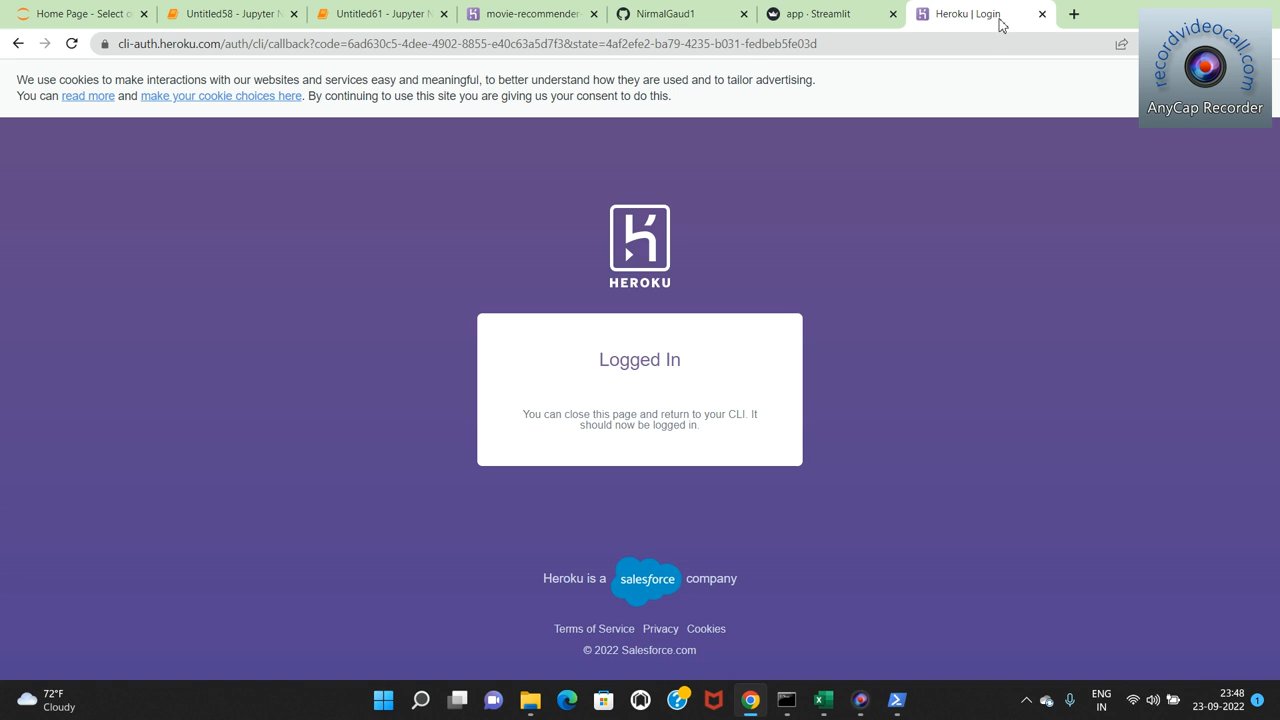 Home Page - Select o
Untitled58 - Jupyter N
Untitled61 - Jupyter N
movie-recommender-
NirmalGaud1
app · Streamlit
Heroku | Login
cli-auth.heroku.com/auth/cli/callback?code=6ad630c5-4dee-4902-8855-e40c63a5d7f3&state=4af2efe2-ba79-4235-b031-fedbeb5fe03d
recordvideocall.com
AnyCap Recorder
We use cookies to make interactions with our websites and services easy and meaningful, to better understand how they are used and to tailor advertising.
You can read more and make your cookie choices here. By continuing to use this site you are giving us your consent to do this.
HEROKU
Logged In
You can close this page and return to your CLI. It
should now be logged in.
Heroku is a salesforce company
Terms of Service Privacy Cookies
© 2022 Salesforce.com
72°F
Cloudy
ENG
IN
23:48
23-09-2022
1